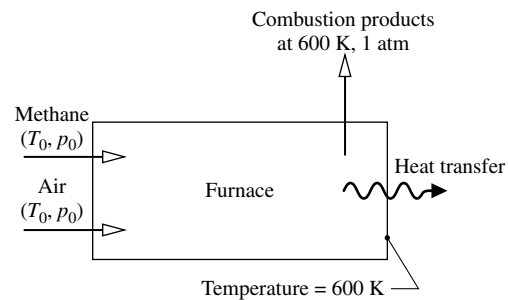 Combustion products
at 600 K, 1 atm
Methane
(T₀, p₀)
Heat transfer
Air
(T₀, p₀)
Furnace
Temperature = 600 K